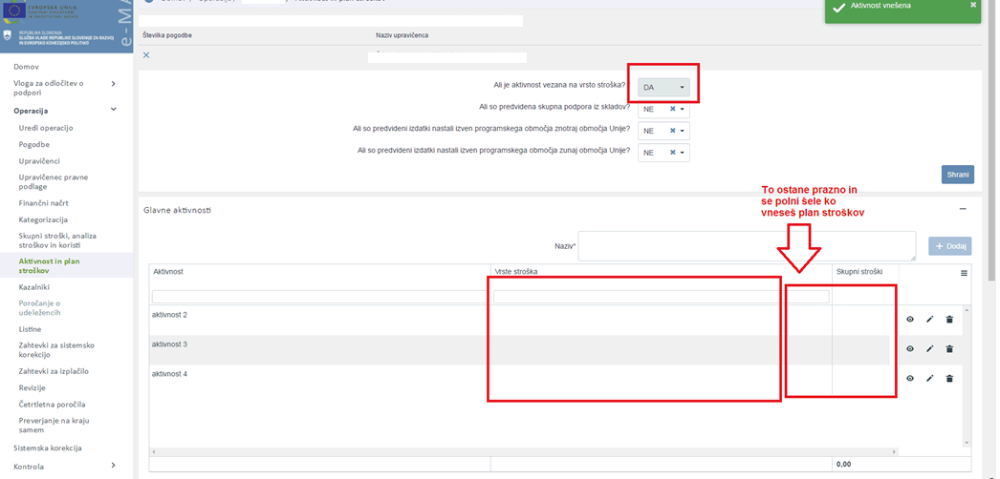 EVROPSKA UNIJA
Aktivnost vnešena
e-MA
REPUBLIKA SLOVENIJA
SLUŽBA VLADE REPUBLIKE SLOVENIJE ZA RAZVOJ
IN EVROPSKO KOHEZIJSKO POLITIKO
Številka pogodbe
Naziv upravičenca
Domov
Vloga za odločitev o
podpori
Operacija
Uredi operacijo
Pogodbe
Upravičenci
Upravičenec pravne
podlage
Finančni načrt
Kategorizacija
Skupni stroški, analiza
stroškov in koristi
Aktivnost in plan
stroškov
Kazalniki
Poročanje o
udeležencih
Listine
Zahtevki za sistemsko
korekcijo
Zahtevki za izplačilo
Revizije
Četrtletna poročila
Preverjanje na kraju
samem
Sistemska korekcija
Kontrola
Ali je aktivnost vezana na vrsto stroška? DA
Ali so predvidena skupna podpora iz skladov? NE
Ali so predvideni izdatki nastali izven programskega območja znotraj območja Unije? NE
Ali so predvideni izdatki nastali izven programskega območja zunaj območja Unije? NE
Shrani
To ostane prazno in
se polni šele ko
vneseš plan stroškov
Glavne aktivnosti
Naziv*
+ Dodaj
Aktivnost Vrste stroška Skupni stroški
aktivnost 2
aktivnost 3
aktivnost 4
0,00